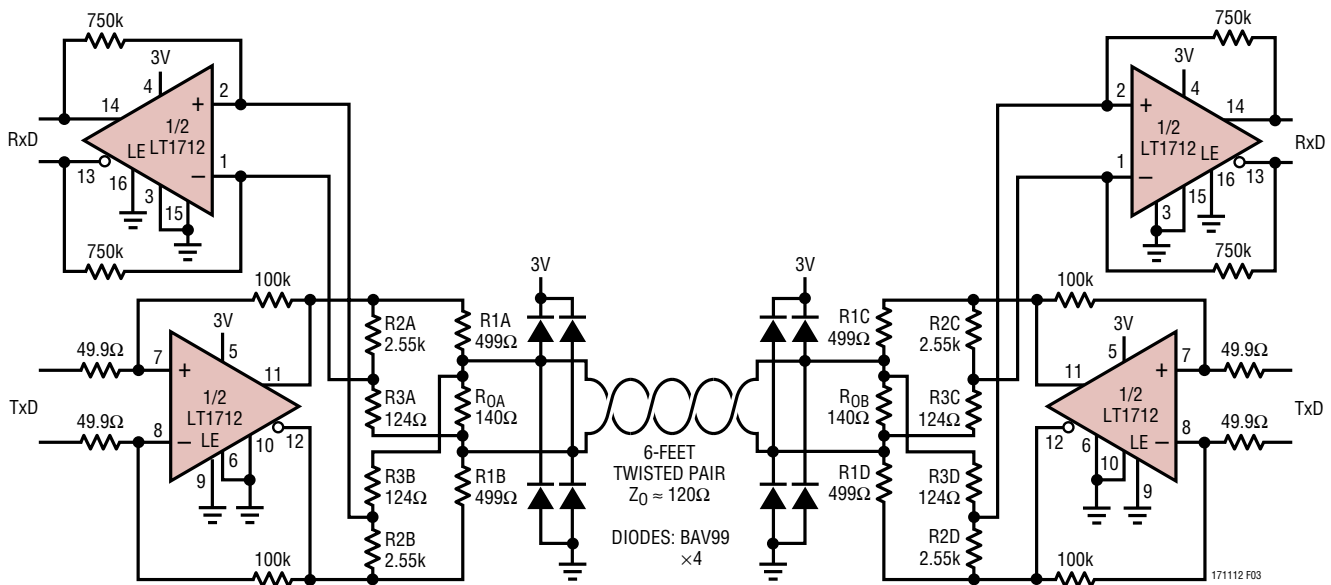 750k
3V
4
2
14
+
1/2
LT1712
LE
RxD
1
−
13
16
3
15
750k
100k
3V
5
49.9Ω
7
+
11
1/2
LT1712
TxD
LE
49.9Ω
8
−
10
12
6
9
100k
R2A
2.55k
R1A
499Ω
R3A
124Ω
R0A
140Ω
R3B
124Ω
R1B
499Ω
R2B
2.55k
3V
6-FEET
TWISTED PAIR
Z0 ≈ 120Ω
DIODES: BAV99
×4
3V
R1C
499Ω
R2C
2.55k
R0B
140Ω
R3C
124Ω
R1D
499Ω
R3D
124Ω
R2D
2.55k
750k
3V
4
2
14
+
1/2
LT1712
LE
RxD
1
−
13
16
15
3
750k
100k
3V
5
7
49.9Ω
+
11
1/2
LT1712
TxD
LE
49.9Ω
8
−
12
6
10
9
100k
171112 F03